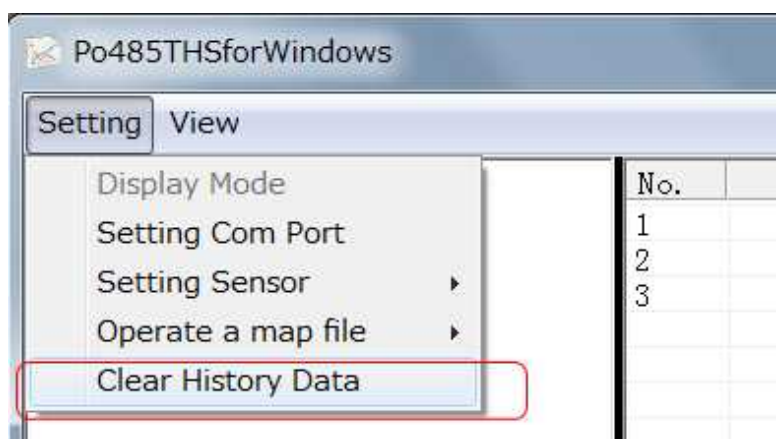 Po485THSforWindows
Setting View
Display Mode
Setting Com Port
Setting Sensor
Operate a map file
Clear History Data
No.
1
2
3